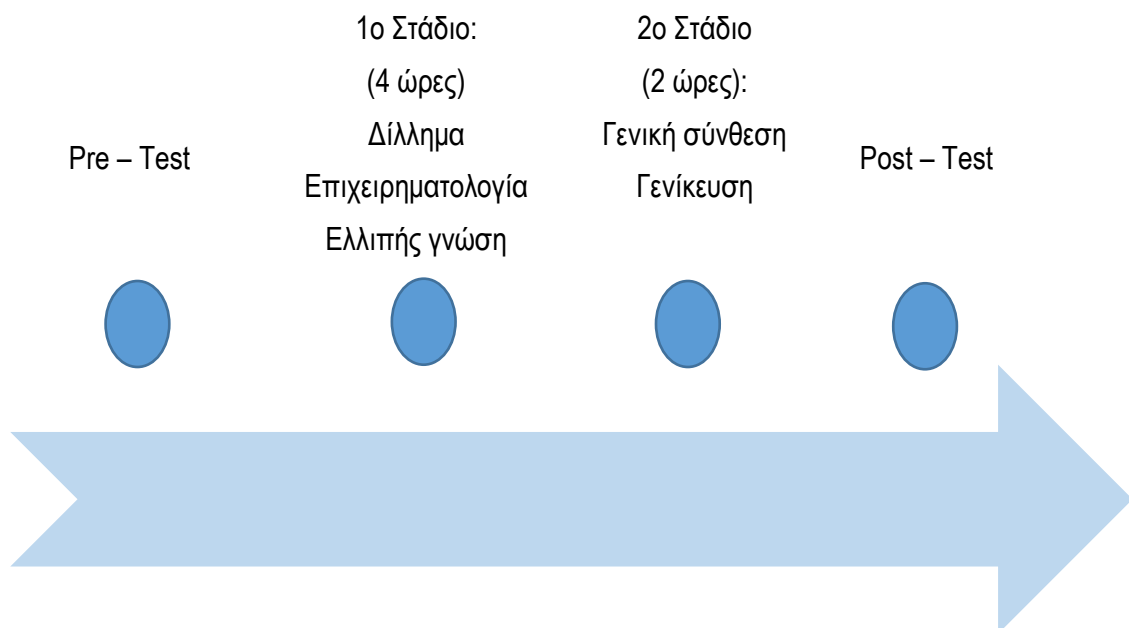 Pre – Test
1ο Στάδιο:
(4 ώρες)
Δίλλημα
Επιχειρηματολογία
Ελλιπής γνώση
2ο Στάδιο
(2 ώρες):
Γενική σύνθεση
Γενίκευση
Post – Test